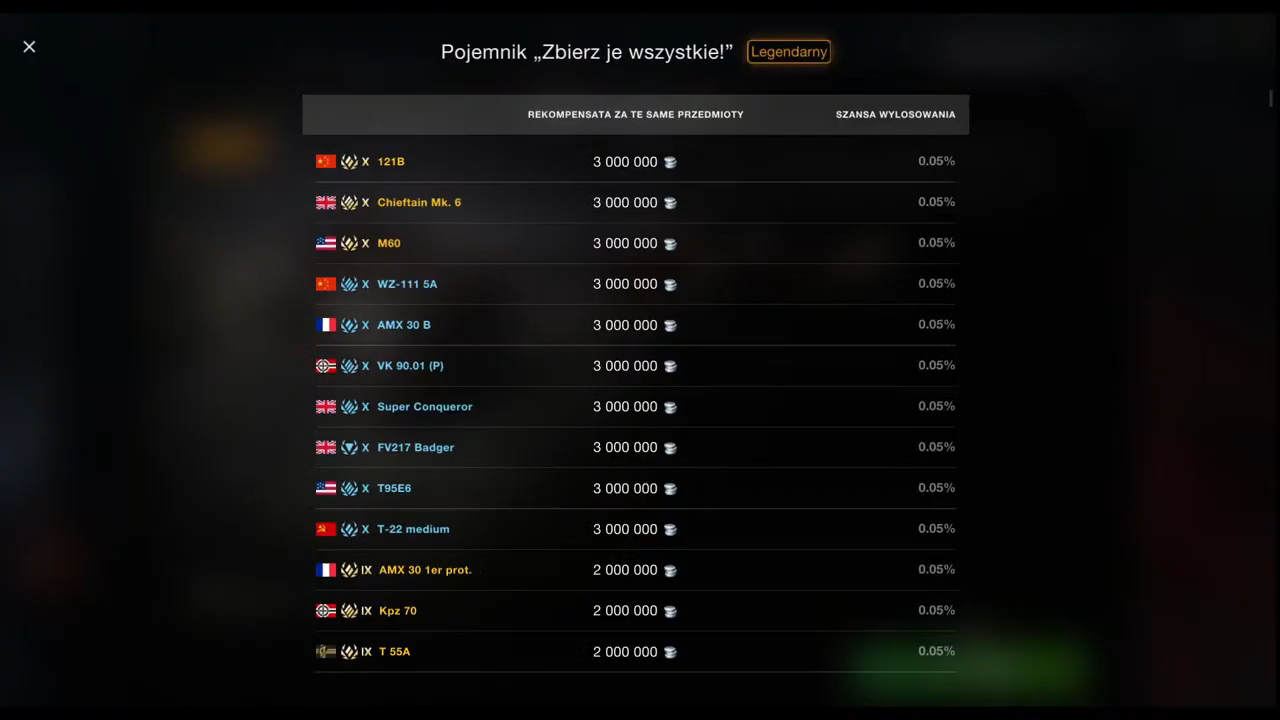 Pojemnik „Zbierz je wszystkie!” Legendarny
REKOMPENSATA ZA TE SAME PRZEDMIOTY SZANSA WYLOSOWANIA
X 121B 3 000 000 0.05%
X Chieftain Mk. 6 3 000 000 0.05%
X M60 3 000 000 0.05%
X WZ-111 5A 3 000 000 0.05%
X AMX 30 B 3 000 000 0.05%
X VK 90.01 (P) 3 000 000 0.05%
X Super Conqueror 3 000 000 0.05%
X FV217 Badger 3 000 000 0.05%
X T95E6 3 000 000 0.05%
X T-22 medium 3 000 000 0.05%
IX AMX 30 1er prot. 2 000 000 0.05%
IX Kpz 70 2 000 000 0.05%
IX T 55A 2 000 000 0.05%